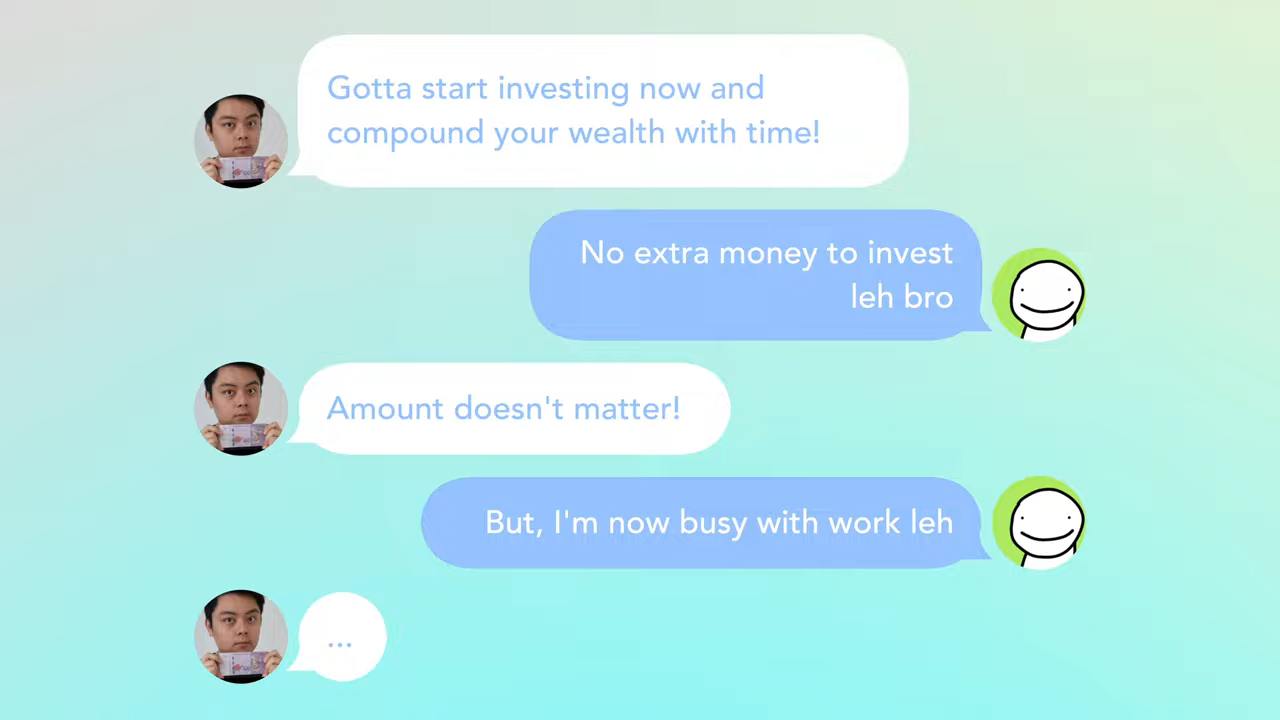 Gotta start investing now and
compound your wealth with time!
No extra money to invest
leh bro
Amount doesn't matter!
But, I'm now busy with work leh
...